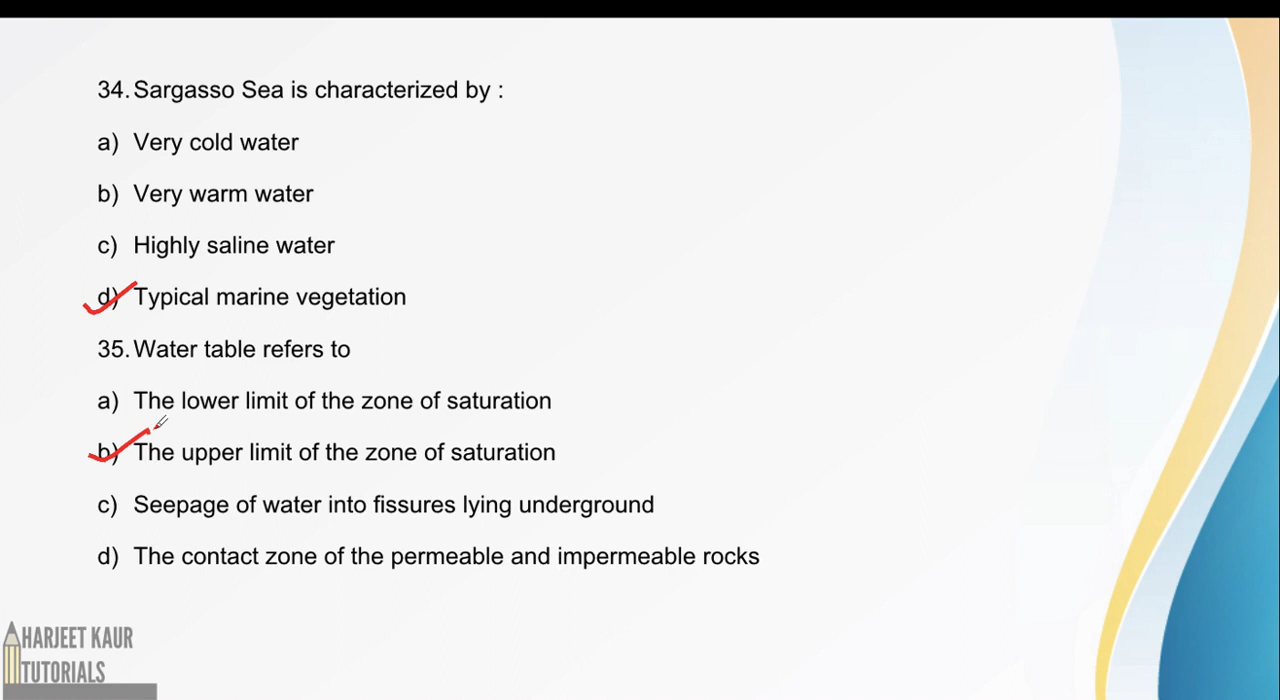 34. Sargasso Sea is characterized by :
a) Very cold water
b) Very warm water
c) Highly saline water
d) Typical marine vegetation
35. Water table refers to
a) The lower limit of the zone of saturation
b) The upper limit of the zone of saturation
c) Seepage of water into fissures lying underground
d) The contact zone of the permeable and impermeable rocks
HARJEET KAUR
TUTORIALS